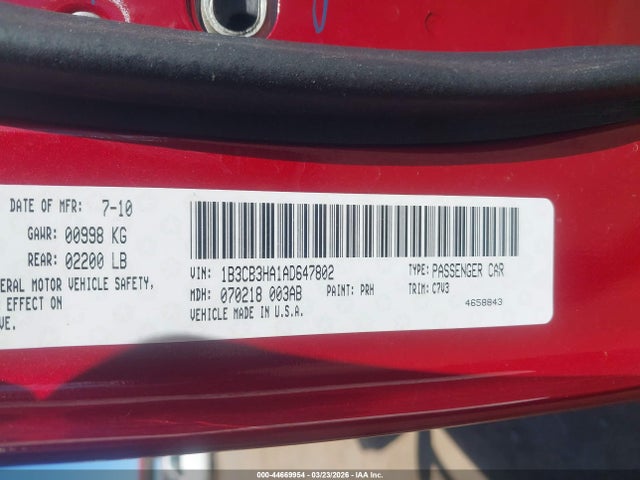 DATE OF MFR: 7-10
GAWR: 00998 KG
REAR: 02200 LB
ERAL MOTOR VEHICLE SAFETY,
EFFECT ON
VE.
VIN: 1B3CB3HA1AD647802
TYPE: PASSENGER CAR
MDH: 070218 003AB PAINT: PRH
TRIM: C7V3
VEHICLE MADE IN U.S.A.
4658843
000-44669954 | 03/23/2026 - IAA Inc.